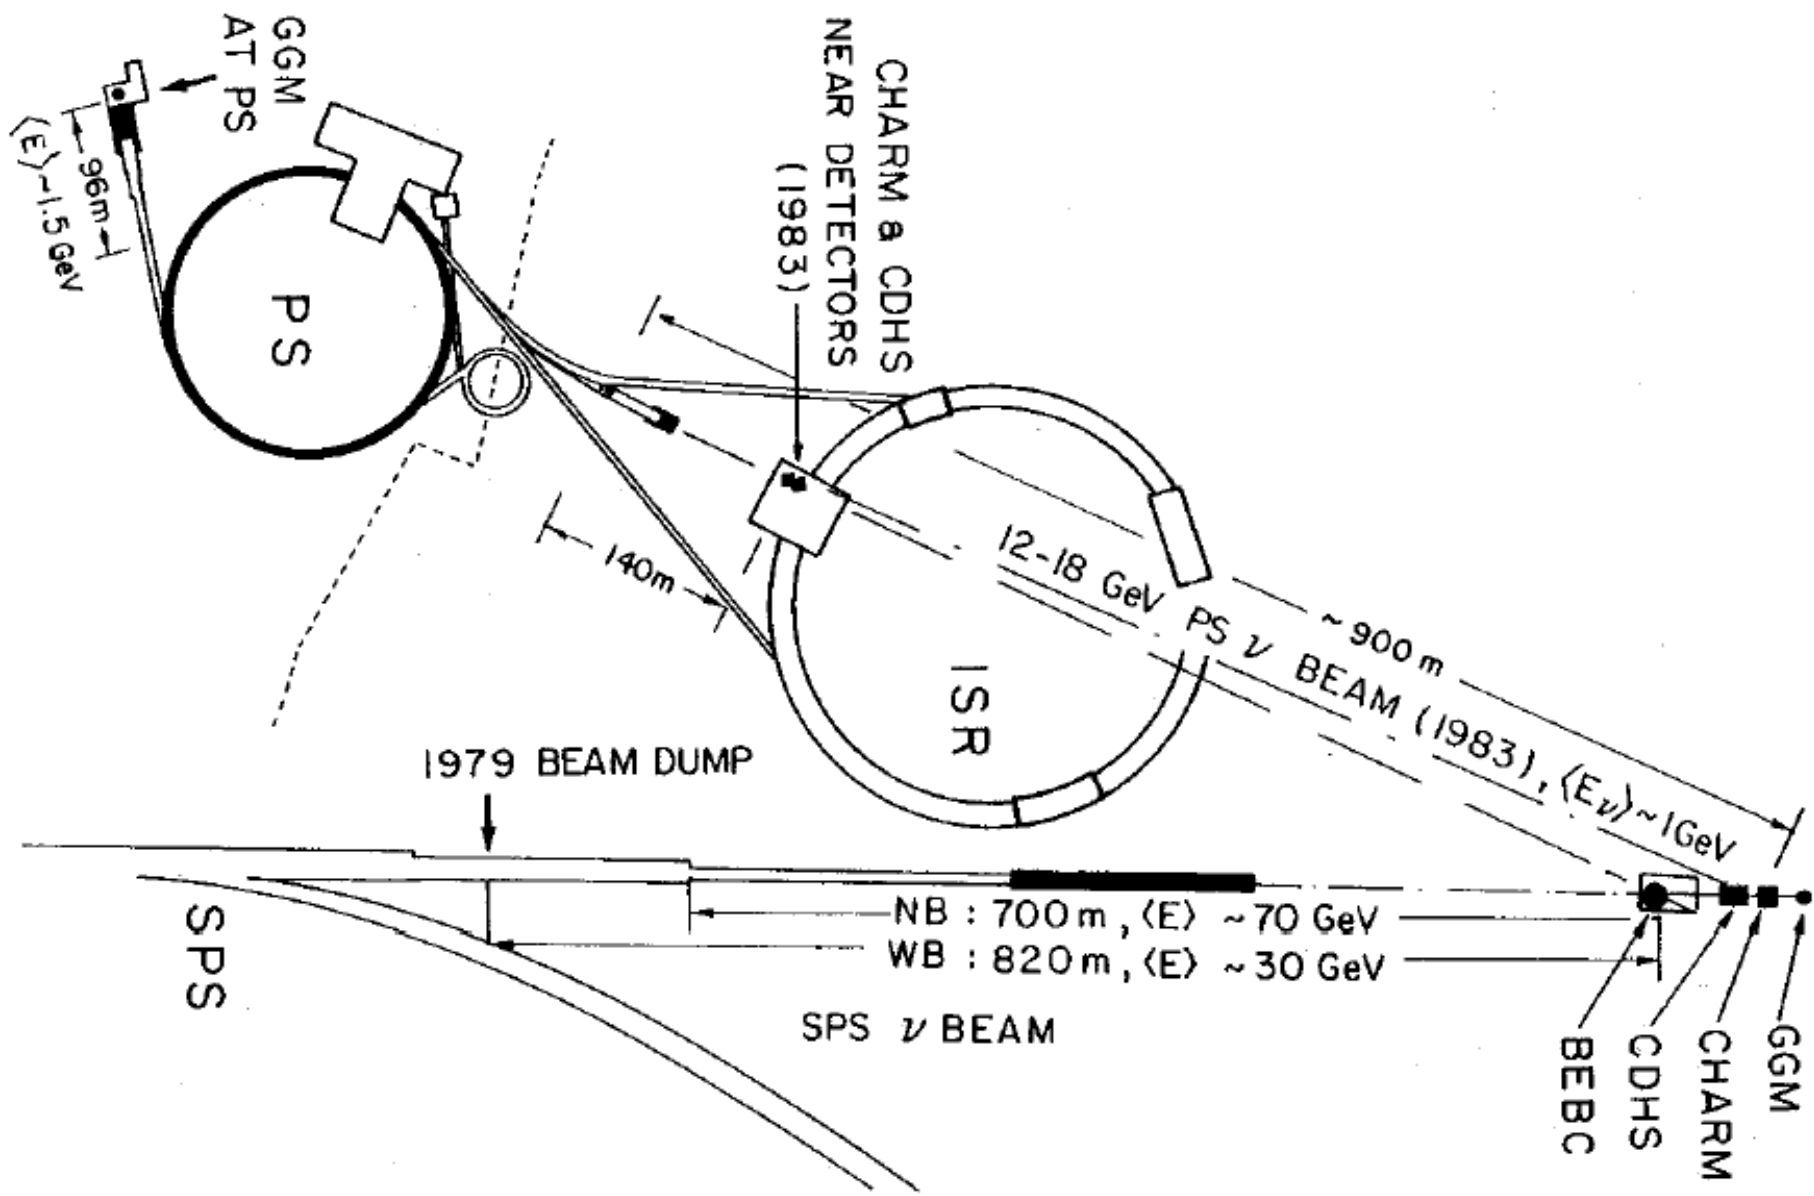 GGM
AT PS
96m
⟨E⟩~1.5 GeV
PS
CHARM & CDHS
NEAR DETECTORS
(1983)
140m
ISR
~900 m
12-18 GeV PS ν BEAM (1983), ⟨Eν⟩~1GeV
1979 BEAM DUMP
SPS
NB : 700 m, ⟨E⟩ ~70 GeV
WB : 820 m, ⟨E⟩ ~30 GeV
SPS ν BEAM
BEBC
CDHS
CHARM
GGM